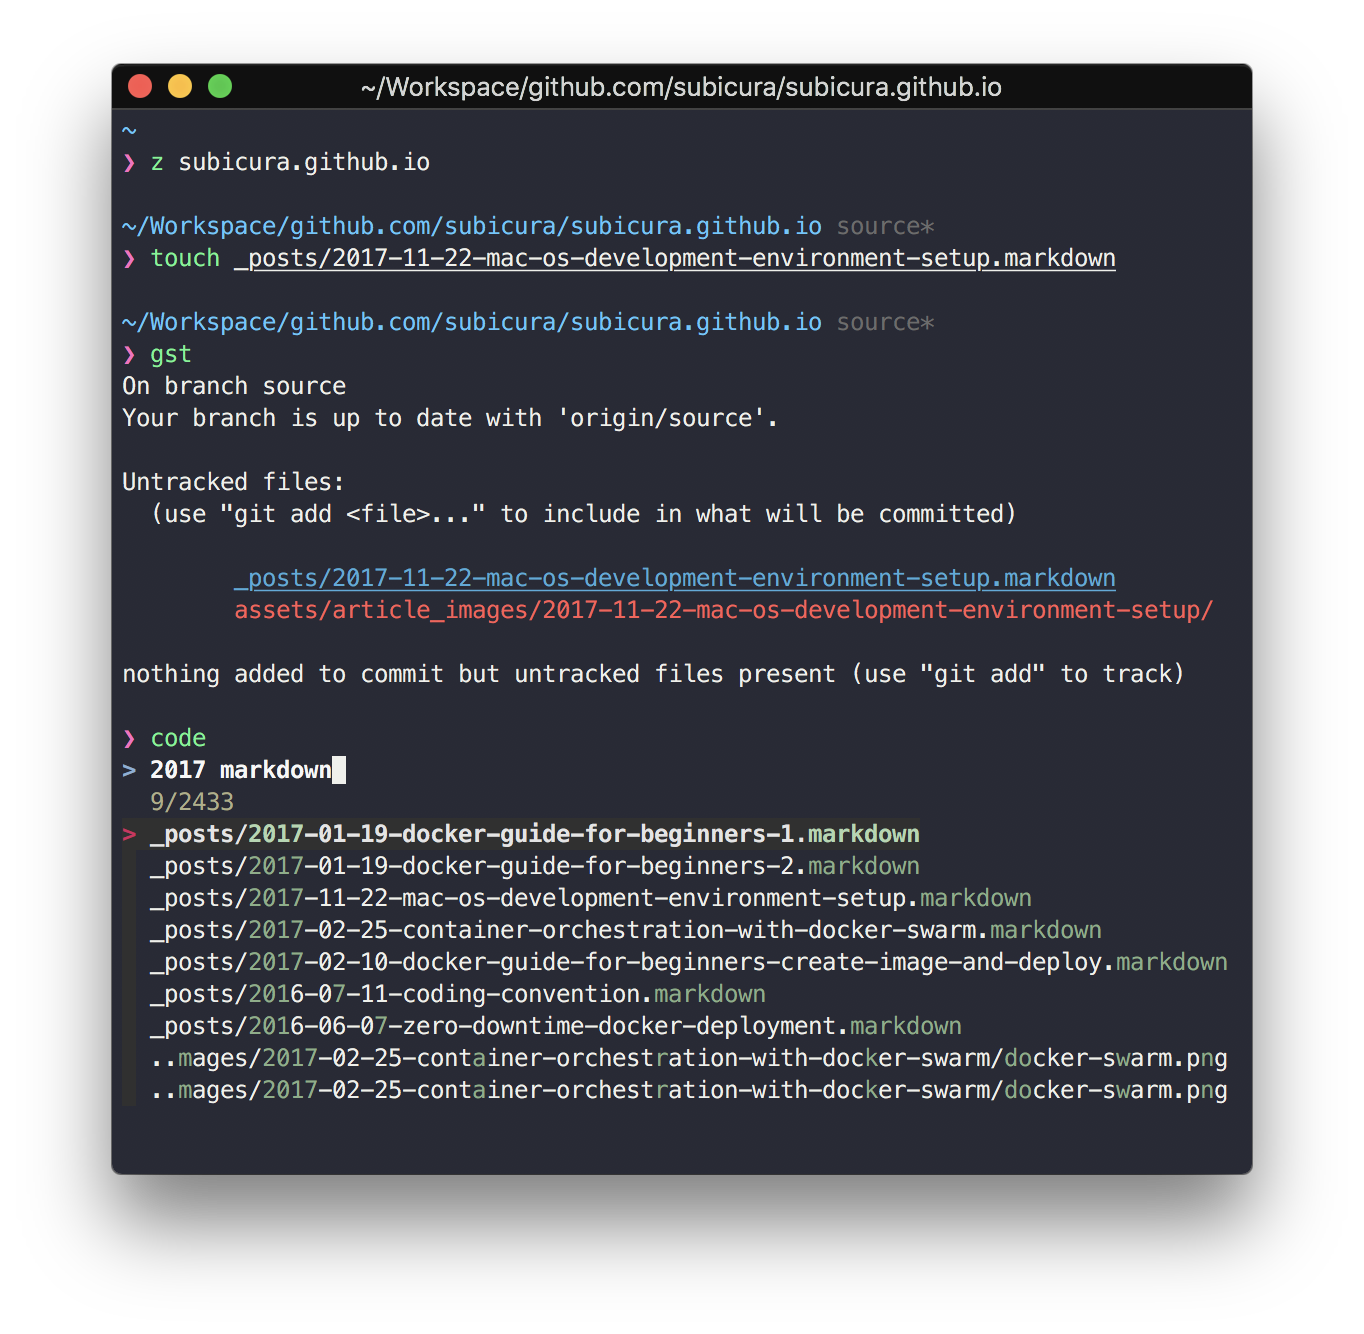 ~/Workspace/github.com/subicura/subicura.github.io
~
❯ z subicura.github.io
~/Workspace/github.com/subicura/subicura.github.io source*
❯ touch _posts/2017-11-22-mac-os-development-environment-setup.markdown
~/Workspace/github.com/subicura/subicura.github.io source*
❯ gst
On branch source
Your branch is up to date with 'origin/source'.
Untracked files:
(use "git add <file>..." to include in what will be committed)
_posts/2017-11-22-mac-os-development-environment-setup.markdown
assets/article_images/2017-11-22-mac-os-development-environment-setup/
nothing added to commit but untracked files present (use "git add" to track)
❯ code
> 2017 markdown
9/2433
> _posts/2017-01-19-docker-guide-for-beginners-1.markdown
_posts/2017-01-19-docker-guide-for-beginners-2.markdown
_posts/2017-11-22-mac-os-development-environment-setup.markdown
_posts/2017-02-25-container-orchestration-with-docker-swarm.markdown
_posts/2017-02-10-docker-guide-for-beginners-create-image-and-deploy.markdown
_posts/2016-07-11-coding-convention.markdown
_posts/2016-06-07-zero-downtime-docker-deployment.markdown
..mages/2017-02-25-container-orchestration-with-docker-swarm/docker-swarm.png
..mages/2017-02-25-container-orchestration-with-docker-swarm/docker-swarm.png